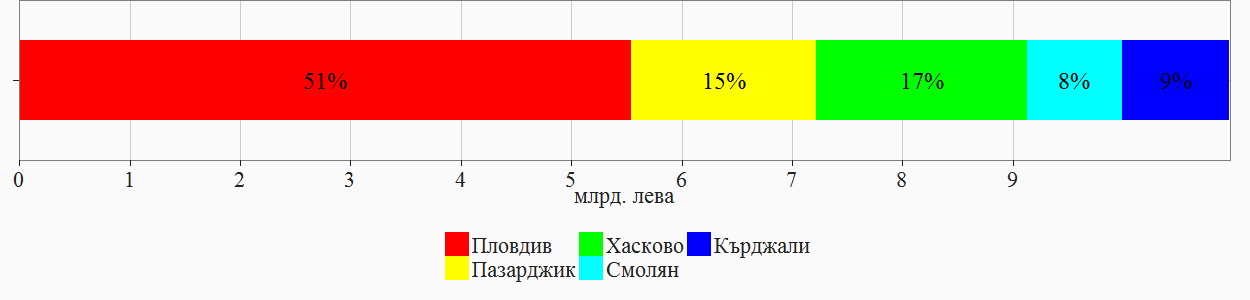 51% 15% 17% 8% 9%
0 1 2 3 4 5 6 7 8 9
млрд. лева
Пловдив Хасково Кърджали
Пазарджик Смолян